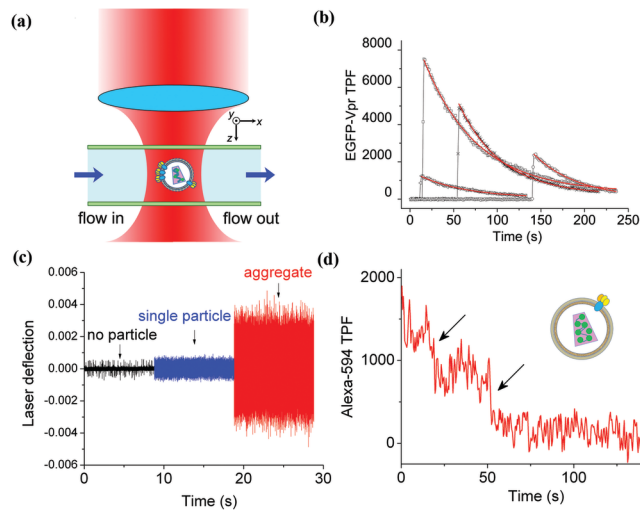 (a)
y
x
z
flow in
flow out
(b)
EGFP-Vpr TPF
8000
6000
4000
2000
0
0
50
100
150
200
250
Time (s)
(c)
Laser deflection
0.006
0.004
0.002
0.000
-0.002
-0.004
-0.006
aggregate
single particle
no particle
0
10
20
30
Time (s)
(d)
Alexa-594 TPF
2000
1000
0
0
50
100
Time (s)